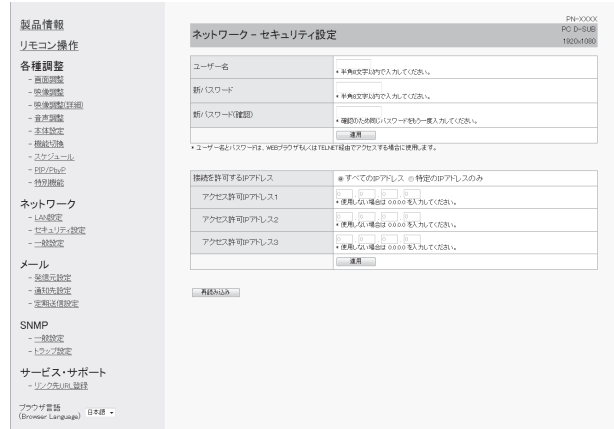 製品情報
リモコン操作
各種調整
- 画面調整
- 映像調整
- 映像調整(詳細)
- 音声調整
- 本体設定
- 機能切換
- スケジュール
- PIP/PbyP
- 特別機能
ネットワーク
- LAN設定
- セキュリティ設定
- 一般設定
メール
- 発信元設定
- 通知先設定
- 定期送信設定
SNMP
- 一般設定
- トラップ設定
サービス・サポート
- リンク先URL登録
ブラウザ言語
(Browser Language) 日本語
PN-XXXX
ネットワーク - セキュリティ設定
PC D-SUB
1920x1080
ユーザー名
* 半角8文字以内で入力してください。
新パスワード
* 半角8文字以内で入力してください。
新パスワード(確認)
* 確認のため同じパスワードをもう一度入力してください。
適用
* ユーザー名とパスワードは、WEBブラウザもしくはTELNET経由でアクセスする場合に使用します。
接続を許可するIPアドレス すべてのIPアドレス 特定のIPアドレスのみ
アクセス許可IPアドレス1 0 . 0 . 0 . 0
* 使用しない場合は 0.0.0.0 を入力してください。
アクセス許可IPアドレス2 0 . 0 . 0 . 0
* 使用しない場合は 0.0.0.0 を入力してください。
アクセス許可IPアドレス3 0 . 0 . 0 . 0
* 使用しない場合は 0.0.0.0 を入力してください。
適用
再読み込み